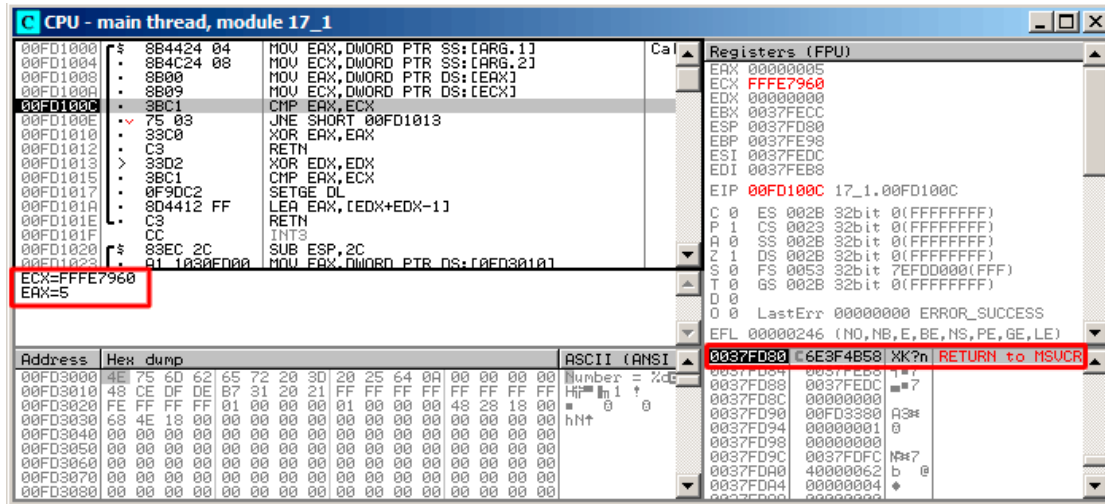 CPU - main thread, module 17_1
00FD1000 $ 8B4424 04 MOV EAX,DWORD PTR SS:[ARG.1] Cal
00FD1004 . 8B4C24 08 MOV ECX,DWORD PTR SS:[ARG.2]
00FD1008 . 8B00 MOV EAX,DWORD PTR DS:[EAX]
00FD100A . 8B09 MOV ECX,DWORD PTR DS:[ECX]
00FD100C . 3BC1 CMP EAX,ECX
00FD100E . 75 03 JNE SHORT 00FD1013
00FD1010 . 33C0 XOR EAX,EAX
00FD1012 . C3 RETN
00FD1013 > 33D2 XOR EDX,EDX
00FD1015 . 3BC1 CMP EAX,ECX
00FD1017 . 0F9DC2 SETGE DL
00FD101A . 8D4412 FF LEA EAX,[EDX+EDX-1]
00FD101E . C3 RETN
00FD101F CC INT3
00FD1020 $ 83EC 2C SUB ESP,2C
00FD1023 . A1 1030FD00 MOV EAX,DWORD PTR DS:[0FD3010]
ECX=FFFE7960
EAX=5
Registers (FPU)
EAX 00000005
ECX FFFE7960
EDX 00000000
EBX 0037FECC
ESP 0037FD80
EBP 0037FE98
ESI 0037FEDC
EDI 0037FEB8
EIP 00FD100C 17_1.00FD100C
C 0 ES 002B 32bit 0(FFFFFFFF)
P 1 CS 0023 32bit 0(FFFFFFFF)
A 0 SS 002B 32bit 0(FFFFFFFF)
Z 1 DS 002B 32bit 0(FFFFFFFF)
S 0 FS 0053 32bit 7EFDD000(FFF)
T 0 GS 002B 32bit 0(FFFFFFFF)
D 0
O 0 LastErr 00000000 ERROR_SUCCESS
EFL 00000246 (NO,NB,E,BE,NS,PE,GE,LE)
Address Hex dump ASCII (ANSI
00FD3000 4E 75 6D 62 65 72 20 3D 20 25 64 0A 00 00 00 00 Number = %d
00FD3010 48 CE DF DE B7 31 20 21 FF FF FF FF FF FF FF FF
00FD3020 FE FF FF FF 01 00 00 00 01 00 00 00 48 28 18 00
00FD3030 68 4E 18 00 00 00 00 00 00 00 00 00 00 00 00 00 hN↑
00FD3040 00 00 00 00 00 00 00 00 00 00 00 00 00 00 00 00
00FD3050 00 00 00 00 00 00 00 00 00 00 00 00 00 00 00 00
00FD3060 00 00 00 00 00 00 00 00 00 00 00 00 00 00 00 00
00FD3070 00 00 00 00 00 00 00 00 00 00 00 00 00 00 00 00
00FD3080 00 00 00 00 00 00 00 00 00 00 00 00 00 00 00 00
0037FD80 C 6E3F4B58 XK?n RETURN to MSVCR
0037FD84 0037FEB8
0037FD88 0037FEDC
0037FD8C 00000000
0037FD90 00FD3380
0037FD94 00000001
0037FD98 00000000
0037FD9C 0037FDFC
0037FDA0 40000062 b @
0037FDA4 00000004 ♦